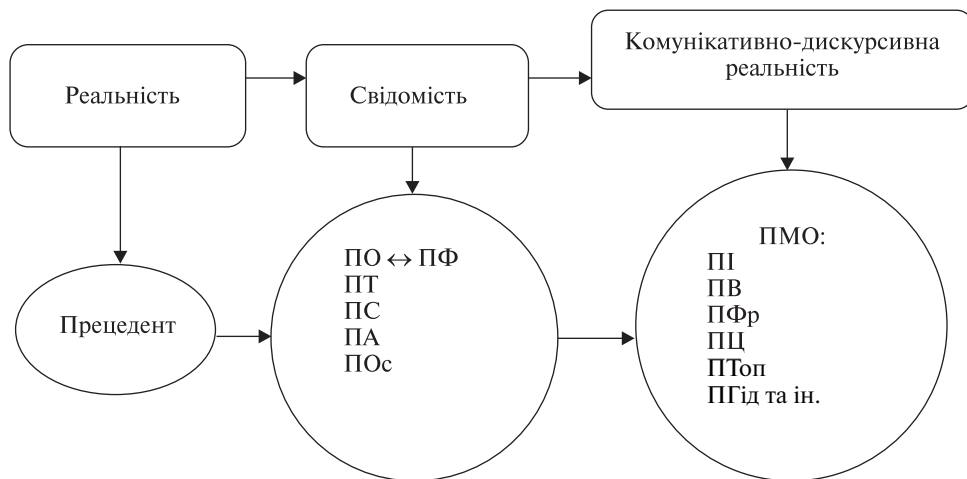 Реальність
Свідомість
Комунікативно-дискурсивна
реальність
Прецедент
ПО ↔ ПФ
ПТ
ПС
ПА
ПОс
ПМО:
ПІ
ПВ
ПФр
ПЦ
ПТоп
ПГід та ін.